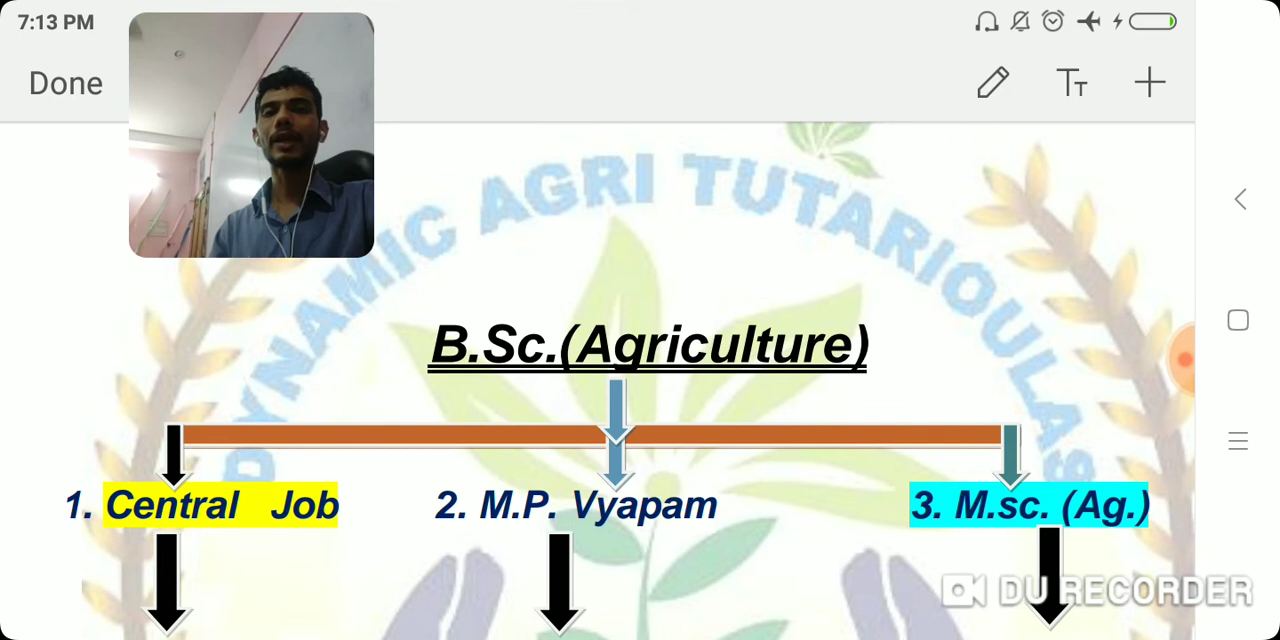 7:13 PM
Done
DYNAMIC AGRI TUTARIOULAS
B.Sc.(Agriculture)
1. Central Job
2. M.P. Vyapam
3. M.sc. (Ag.)
DU RECORDER